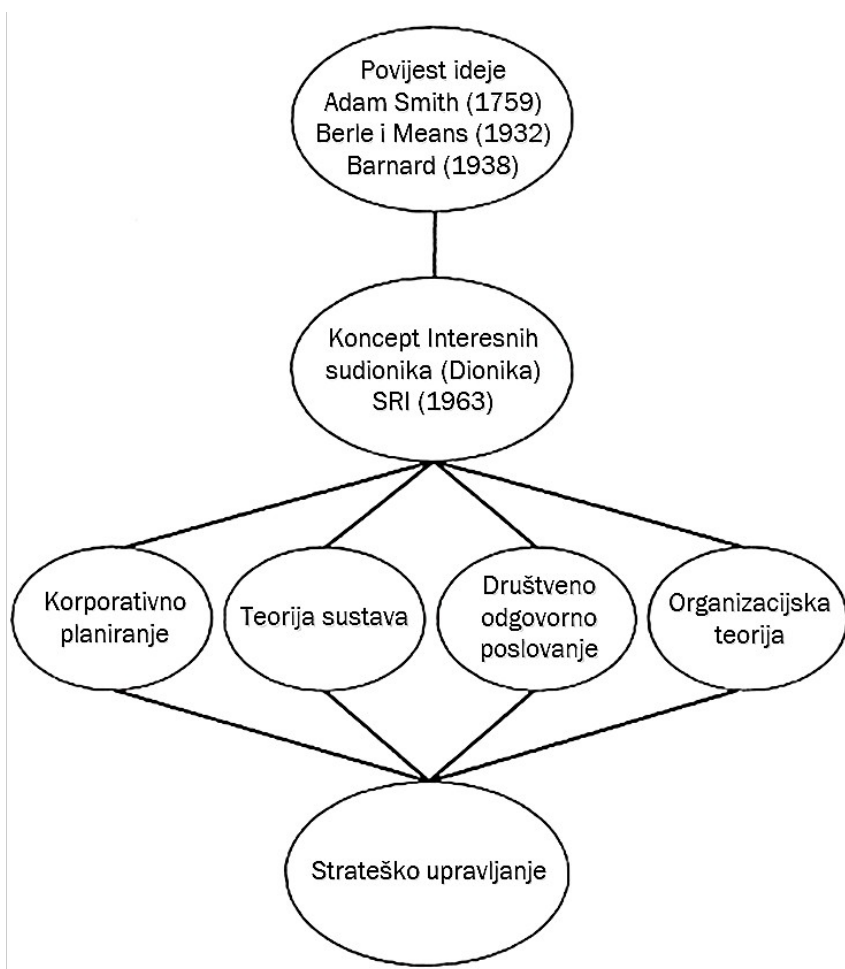 Povijest ideje
Adam Smith (1759)
Berle i Means (1932)
Barnard (1938)
Koncept Interesnih
sudionika (Dionika)
SRI (1963)
Korporativno
planiranje
Teorija sustava
Društveno
odgovorno
poslovanje
Organizacijska
teorija
Strateško upravljanje